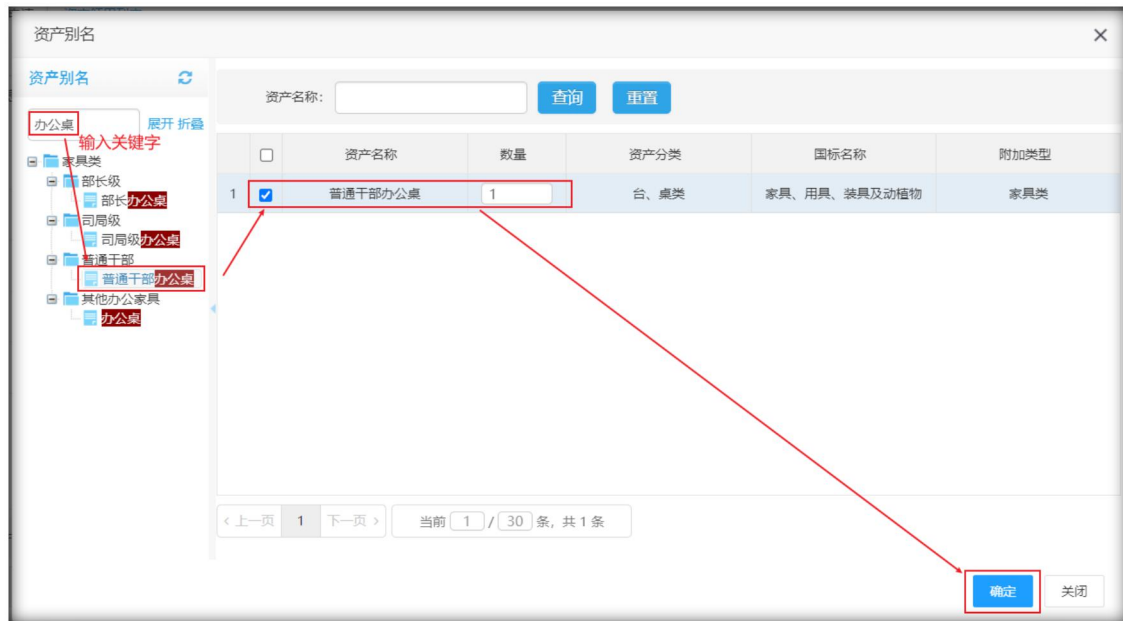 资产别名
资产别名
办公桌 展开 折叠
输入关键字
家具类
部长级
部长办公桌
司局级
司局级办公桌
普通干部
普通干部办公桌
其他办公家具
办公桌
资产名称: 查询 重置
资产名称 数量 资产分类 国标名称 附加类型
1 普通干部办公桌 1 台、桌类 家具、用具、装具及动植物 家具类
<上一页 1 下一页> 当前 1 / 30 条, 共 1 条
确定 关闭